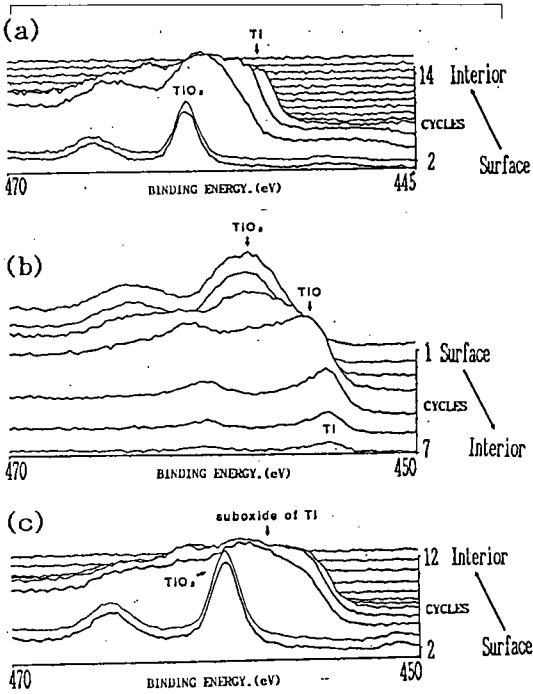 (a)
Ti
TiO₂
14 Interior
CYCLES
2
Surface
470
BINDING ENERGY.(eV)
445
(b)
TiO₂
TiO
1 Surface
CYCLES
Ti
7
Interior
470
BINDING ENERGY.(eV)
450
(c)
suboxide of Ti
TiO₂
12 Interior
CYCLES
2
Surface
470
BINDING ENERGY.(eV)
450